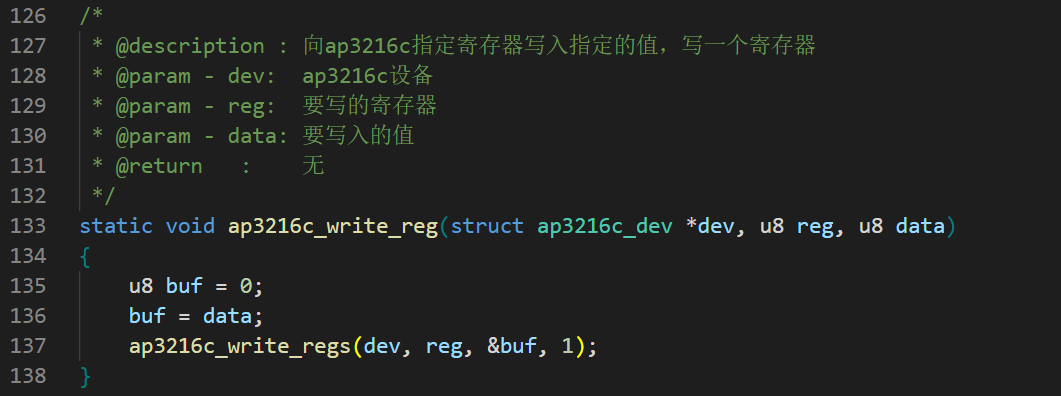 126 /*
127  * @description : 向ap3216c指定寄存器写入指定的值，写一个寄存器
128  * @param - dev:  ap3216c设备
129  * @param - reg:  要写的寄存器
130  * @param - data: 要写入的值
131  * @return   :    无
132  */
133 static void ap3216c_write_reg(struct ap3216c_dev *dev, u8 reg, u8 data)
134 {
135     u8 buf = 0;
136     buf = data;
137     ap3216c_write_regs(dev, reg, &buf, 1);
138 }